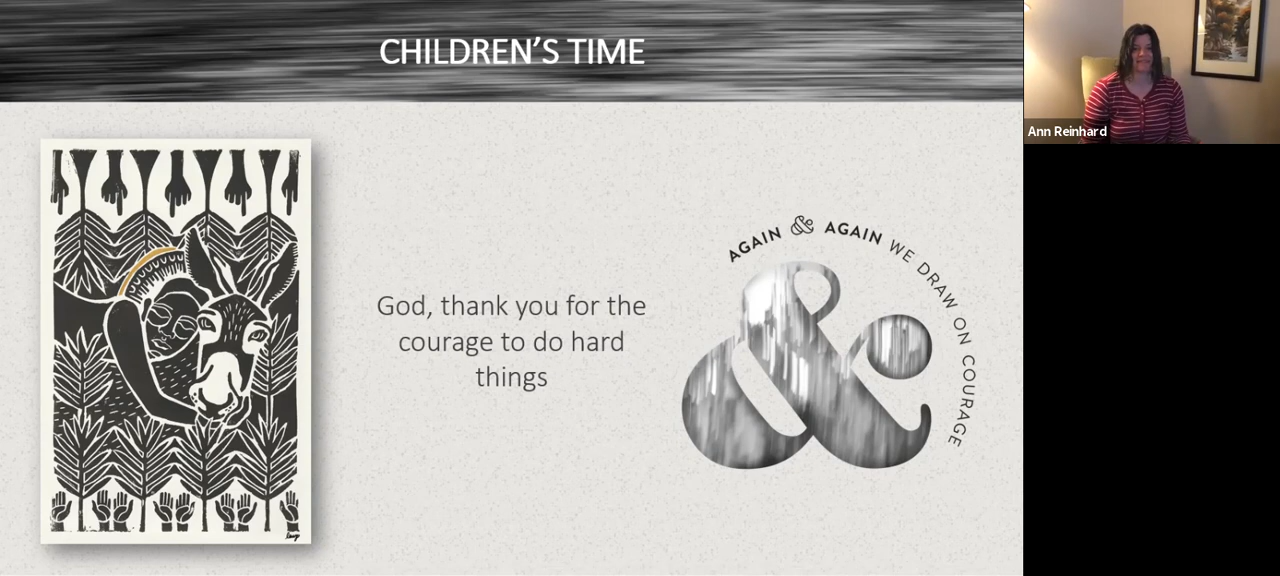 CHILDREN'S TIME
God, thank you for the
courage to do hard
things
AGAIN & AGAIN WE DRAW ON COURAGE
&
Ann Reinhard